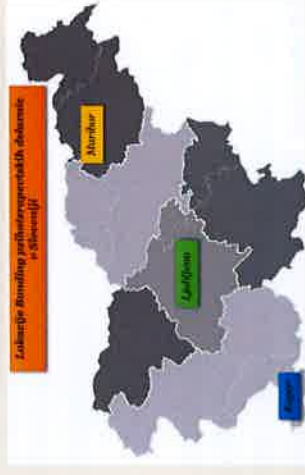 Lokacije Bonding psihoterapevtskih delavnic
v Sloveniji
Maribor
Ljubljana
Koper